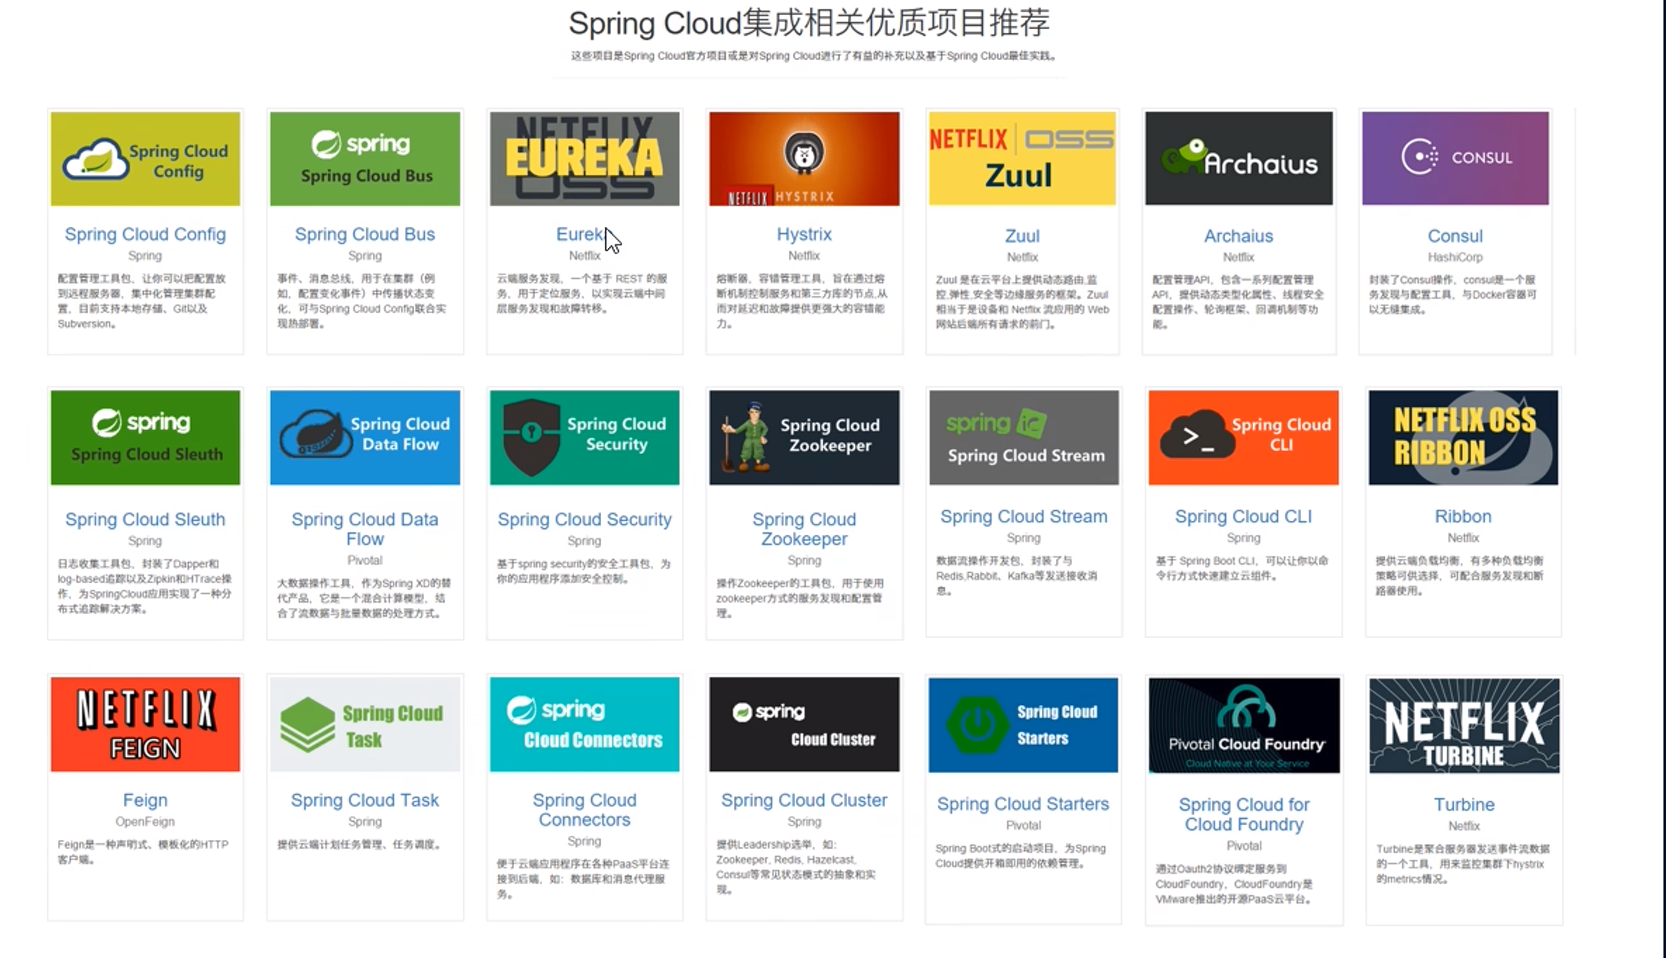 Spring Cloud集成相关优质项目推荐
这些项目是Spring Cloud官方项目或是对Spring Cloud进行了有益的补充以及基于Spring Cloud最佳实践。
Spring Cloud
Config
Spring Cloud Config
Spring
配置管理工具包，让你可以把配置放
到远程服务器，集中化管理集群配
置，目前支持本地存储、Git以及
Subversion。
spring
Spring Cloud Bus
Spring Cloud Bus
Spring
事件、消息总线，用于在集群（例
如，配置变化事件）中传播状态变
化，可与Spring Cloud Config联合实
现热部署。
NETFLIX
EUREKA
OSS
Eurek
Netflix
云端服务发现，一个基于 REST 的服
务，用于定位服务，以实现云端中间
层服务发现和故障转移。
NETFLIX HYSTRIX
Hystrix
Netflix
熔断器，容错管理工具，旨在通过熔
断机制控制服务和第三方库的节点,从
而对延迟和故障提供更强大的容错能
力。
NETFLIX OSS
Zuul
Zuul
Netflix
Zuul 是在云平台上提供动态路由,监
控,弹性,安全等边缘服务的框架。Zuul
相当于是设备和 Netflix 流应用的 Web
网站后端所有请求的前门。
Archaius
Archaius
Netflix
配置管理API，包含一系列配置管理
API，提供动态类型化属性、线程安全
配置操作、轮询框架、回调机制等功
能。
CONSUL
Consul
HashiCorp
封装了Consul操作，consul是一个服
务发现与配置工具，与Docker容器可
以无缝集成。
spring
Spring Cloud Sleuth
Spring Cloud Sleuth
Spring
日志收集工具包，封装了Dapper和
log-based追踪以及Zipkin和HTrace操
作，为SpringCloud应用实现了一种分
布式追踪解决方案。
Spring Cloud
Data Flow
Spring Cloud Data
Flow
Pivotal
大数据操作工具，作为Spring XD的替
代产品，它是一个混合计算模型，结
合了流数据与批量数据的处理方式。
Spring Cloud
Security
Spring Cloud Security
Spring
基于spring security的安全工具包，为
你的应用程序添加安全控制。
Spring Cloud
Zookeeper
Spring Cloud
Zookeeper
Spring
操作Zookeeper的工具包，用于使用
zookeeper方式的服务发现和配置管
理。
spring
Spring Cloud Stream
Spring Cloud Stream
Spring
数据流操作开发包，封装了与
Redis,Rabbit、Kafka等发送接收消
息。
Spring Cloud
CLI
Spring Cloud CLI
Spring
基于 Spring Boot CLI，可以让你以命
令行方式快速建立云组件。
NETFLIX OSS
RIBBON
Ribbon
Netflix
提供云端负载均衡，有多种负载均衡
策略可供选择，可配合服务发现和断
路器使用。
NETFLIX
FEIGN
Feign
OpenFeign
Feign是一种声明式、模板化的HTTP
客户端。
Spring Cloud
Task
Spring Cloud Task
Spring
提供云端计划任务管理、任务调度。
spring
Cloud Connectors
Spring Cloud
Connectors
Spring
便于云端应用程序在各种PaaS平台连
接到后端，如：数据库和消息代理服
务。
spring
Cloud Cluster
Spring Cloud Cluster
Spring
提供Leadership选举，如：
Zookeeper, Redis, Hazelcast,
Consul等常见状态模式的抽象和实
现。
Spring Cloud
Starters
Spring Cloud Starters
Pivotal
Spring Boot式的启动项目，为Spring
Cloud提供开箱即用的依赖管理。
Pivotal Cloud Foundry
Cloud Native at Your Service
Spring Cloud for
Cloud Foundry
Pivotal
通过Oauth2协议绑定服务到
CloudFoundry，CloudFoundry是
VMware推出的开源PaaS云平台。
NETFLIX
TURBINE
Turbine
Netflix
Turbine是聚合服务器发送事件流数据
的一个工具，用来监控集群下hystrix
的metrics情况。